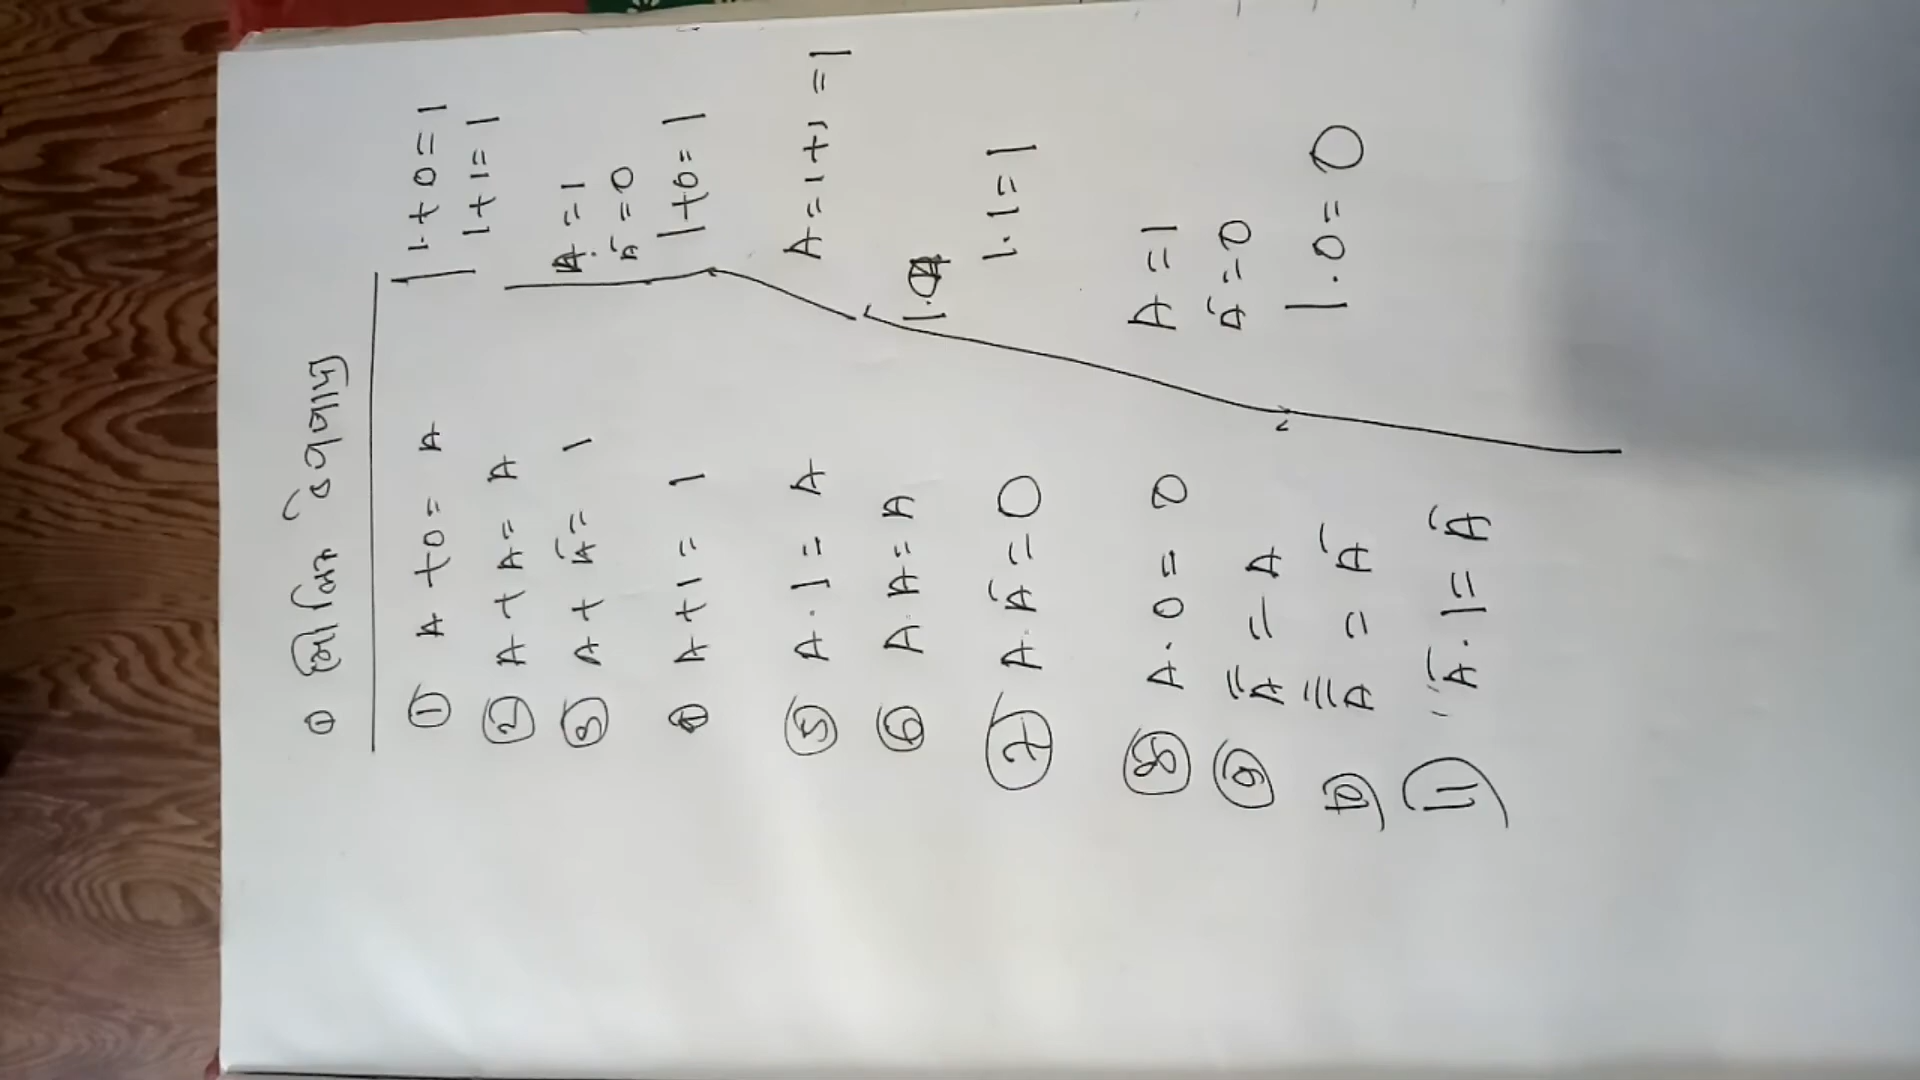 ① মৌলিক উপপাদ্য
① A + 0 = A
② A + A = A
③ A + Ā = 1
④ A + 1 = 1
⑤ A . 1 = A
⑥ A . A = A
⑦ A . Ā = 0
⑧ A . 0 = 0
⑨ A̿ = A
A̿̄ = Ā
⑪ Ā . 1 = Ā
1 + 0 = 1
1 + 1 = 1
A = 1
Ā = 0
1 + 0 = 1
A = 1 + 1 = 1
1 . 1 = 1
A = 1
Ā = 0
1 . 0 = 0